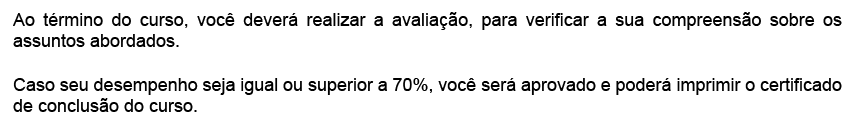 Ao término do curso, você deverá realizar a avaliação, para verificar a sua compreensão sobre os
assuntos abordados.
Caso seu desempenho seja igual ou superior a 70%, você será aprovado e poderá imprimir o certificado
de conclusão do curso.